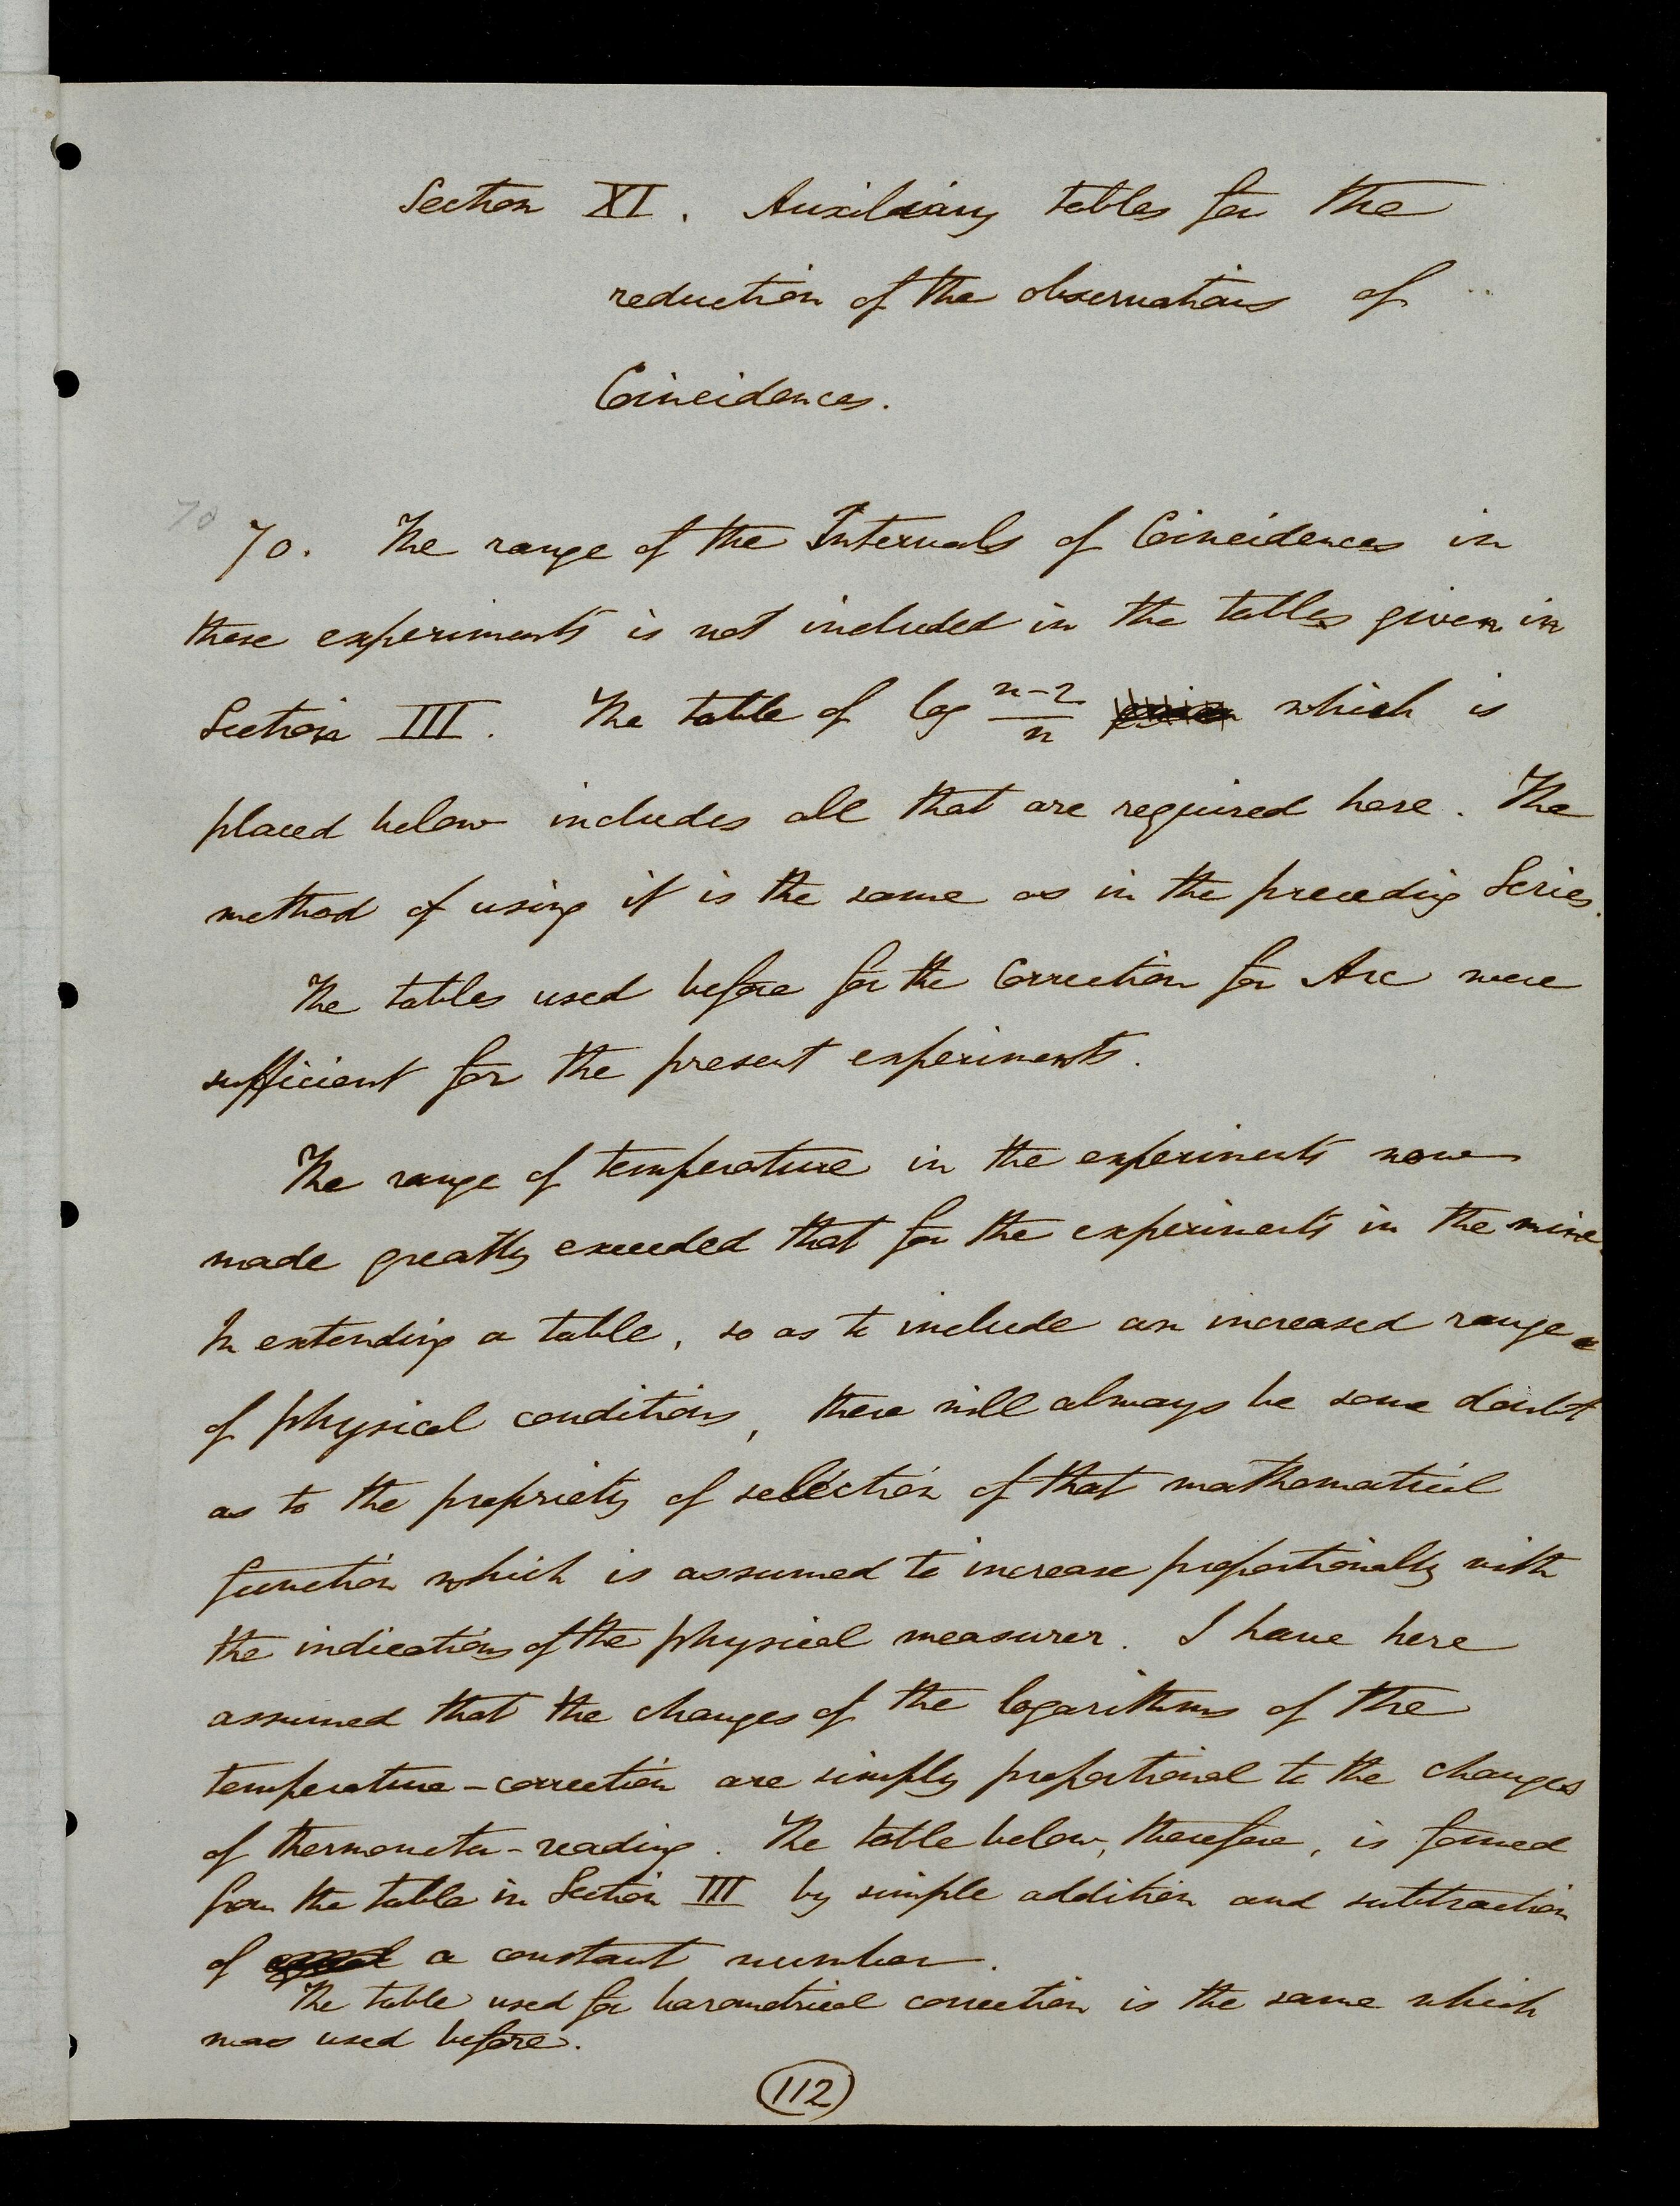 Section XI. Auxiliary tables for the
reduction of the observations of
Coincidences.
70
70. The range of the Intervals of Coincidences in
these experiments is not included in the tables given in
Section III. The table of log n-2/n which is
placed below includes all that are required here. The
method of using it is the same as in the preceding Series.
The tables used before for the Correction for Arc were
sufficient for the present experiments.
The range of temperature in the experiments now
made greatly exceeded that for the experiments in the mine.
In extending a table, so as to include an increased range
of physical conditions, there will always be some doubt
as to the propriety of selection of that mathematical
function which is assumed to increase proportionally with
the indications of the physical measurer. I have here
assumed that the changes of the logarithms of the
temperature-correction are simply proportional to the changes
of thermometer-reading. The table below, therefore, is formed
from the table in Section III by simple addition and subtraction
of a constant number.
The table used for barometrical correction is the same which
was used before.
112